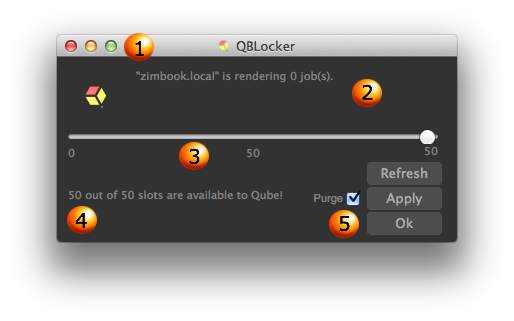 1 QBLocker
"zimbook.local" is rendering 0 job(s).
2
0 50 50
3
Refresh
50 out of 50 slots are available to Qube! Purge Apply
4 5 Ok